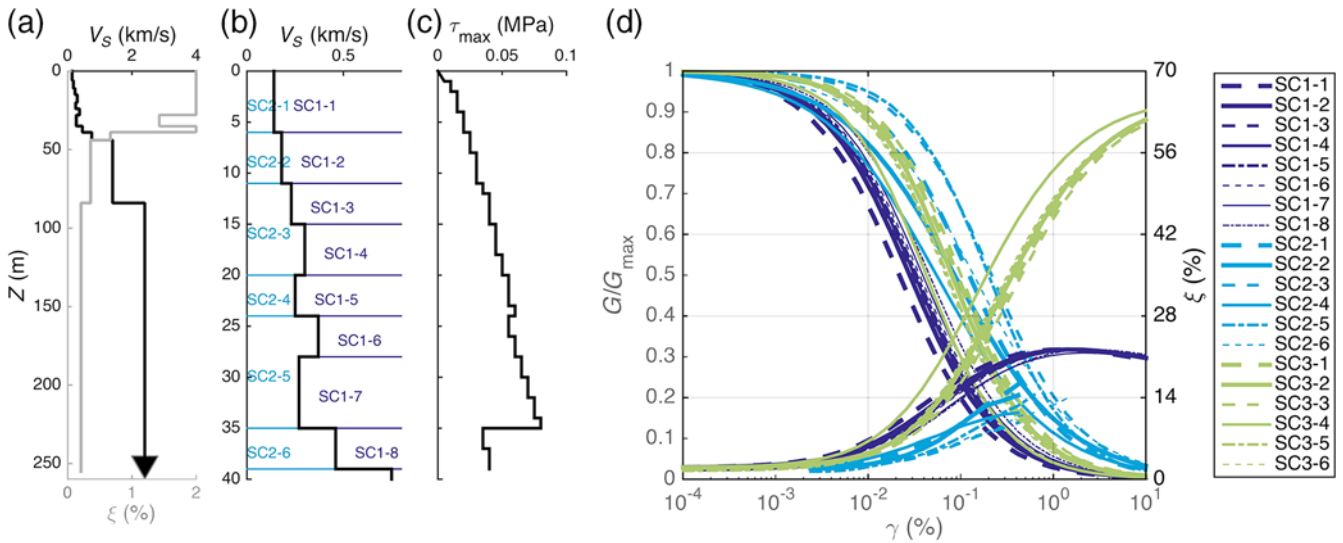 (a)
V_S (km/s)
0 2 4
0
50
100
150
200
250
Z (m)
0 1 2
ξ (%)
(b)
V_S (km/s)
0 0.5
0
5
10
15
20
25
30
35
40
SC2-1 SC1-1
SC2-2 SC1-2
SC1-3
SC2-3
SC1-4
SC2-4 SC1-5
SC1-6
SC2-5
SC1-7
SC2-6 SC1-8
(c)
τ_max (MPa)
0 0.05 0.1
(d)
1
0.9
0.8
0.7
0.6
0.5
0.4
0.3
0.2
0.1
0
G/G_max
70
56
42
28
14
0
ξ (%)
10^-4 10^-3 10^-2 10^-1 10^0 10^1
γ (%)
SC1-1
SC1-2
SC1-3
SC1-4
SC1-5
SC1-6
SC1-7
SC1-8
SC2-1
SC2-2
SC2-3
SC2-4
SC2-5
SC2-6
SC3-1
SC3-2
SC3-3
SC3-4
SC3-5
SC3-6